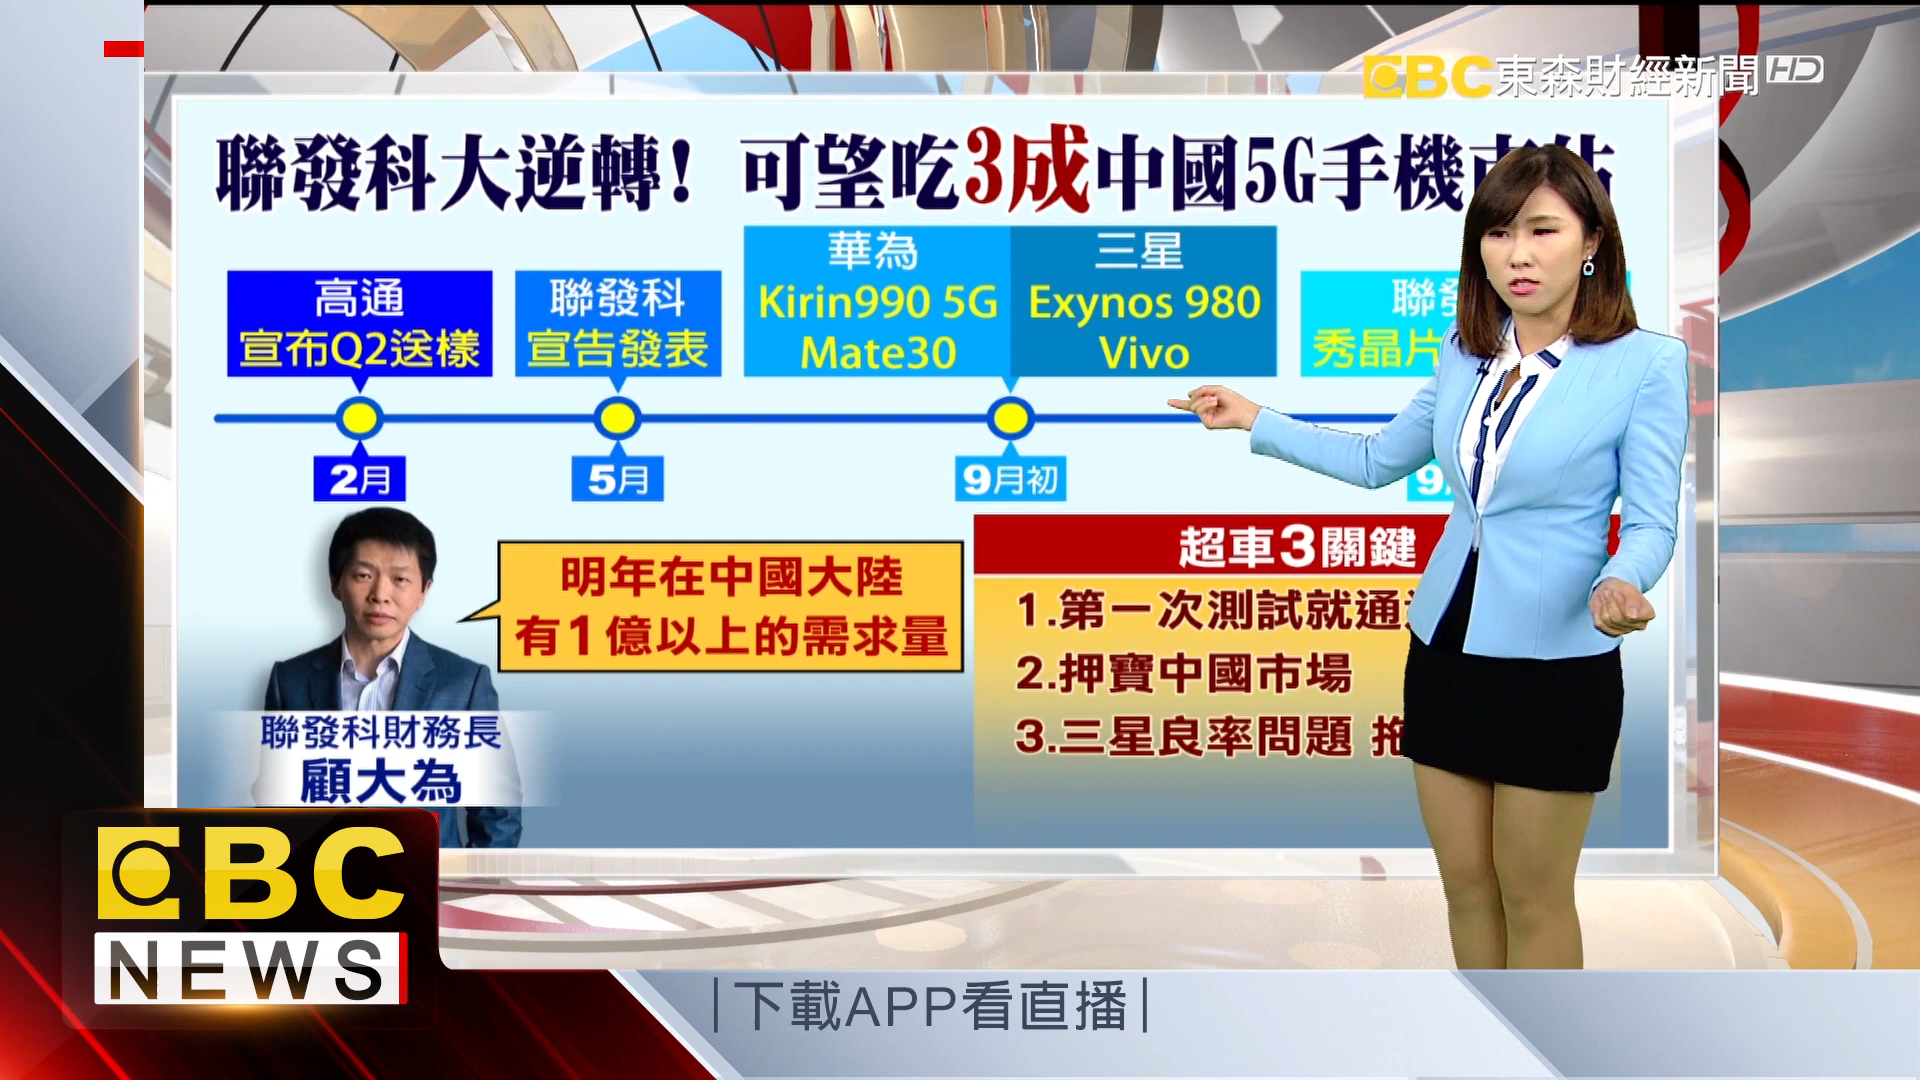 EBC東森財經新聞HD
聯發科大逆轉! 可望吃3成中國5G手機
高通
宣布Q2送樣
聯發科
宣告發表
華為
Kirin990 5G
Mate30
三星
Exynos 980
Vivo
聯
秀晶片
2月
5月
9月初
9
明年在中國大陸
有1億以上的需求量
聯發科財務長
顧大為
超車3關鍵
1.第一次測試就通
2.押寶中國市場
3.三星良率問題 拖
EBC
NEWS
|下載APP看直播|